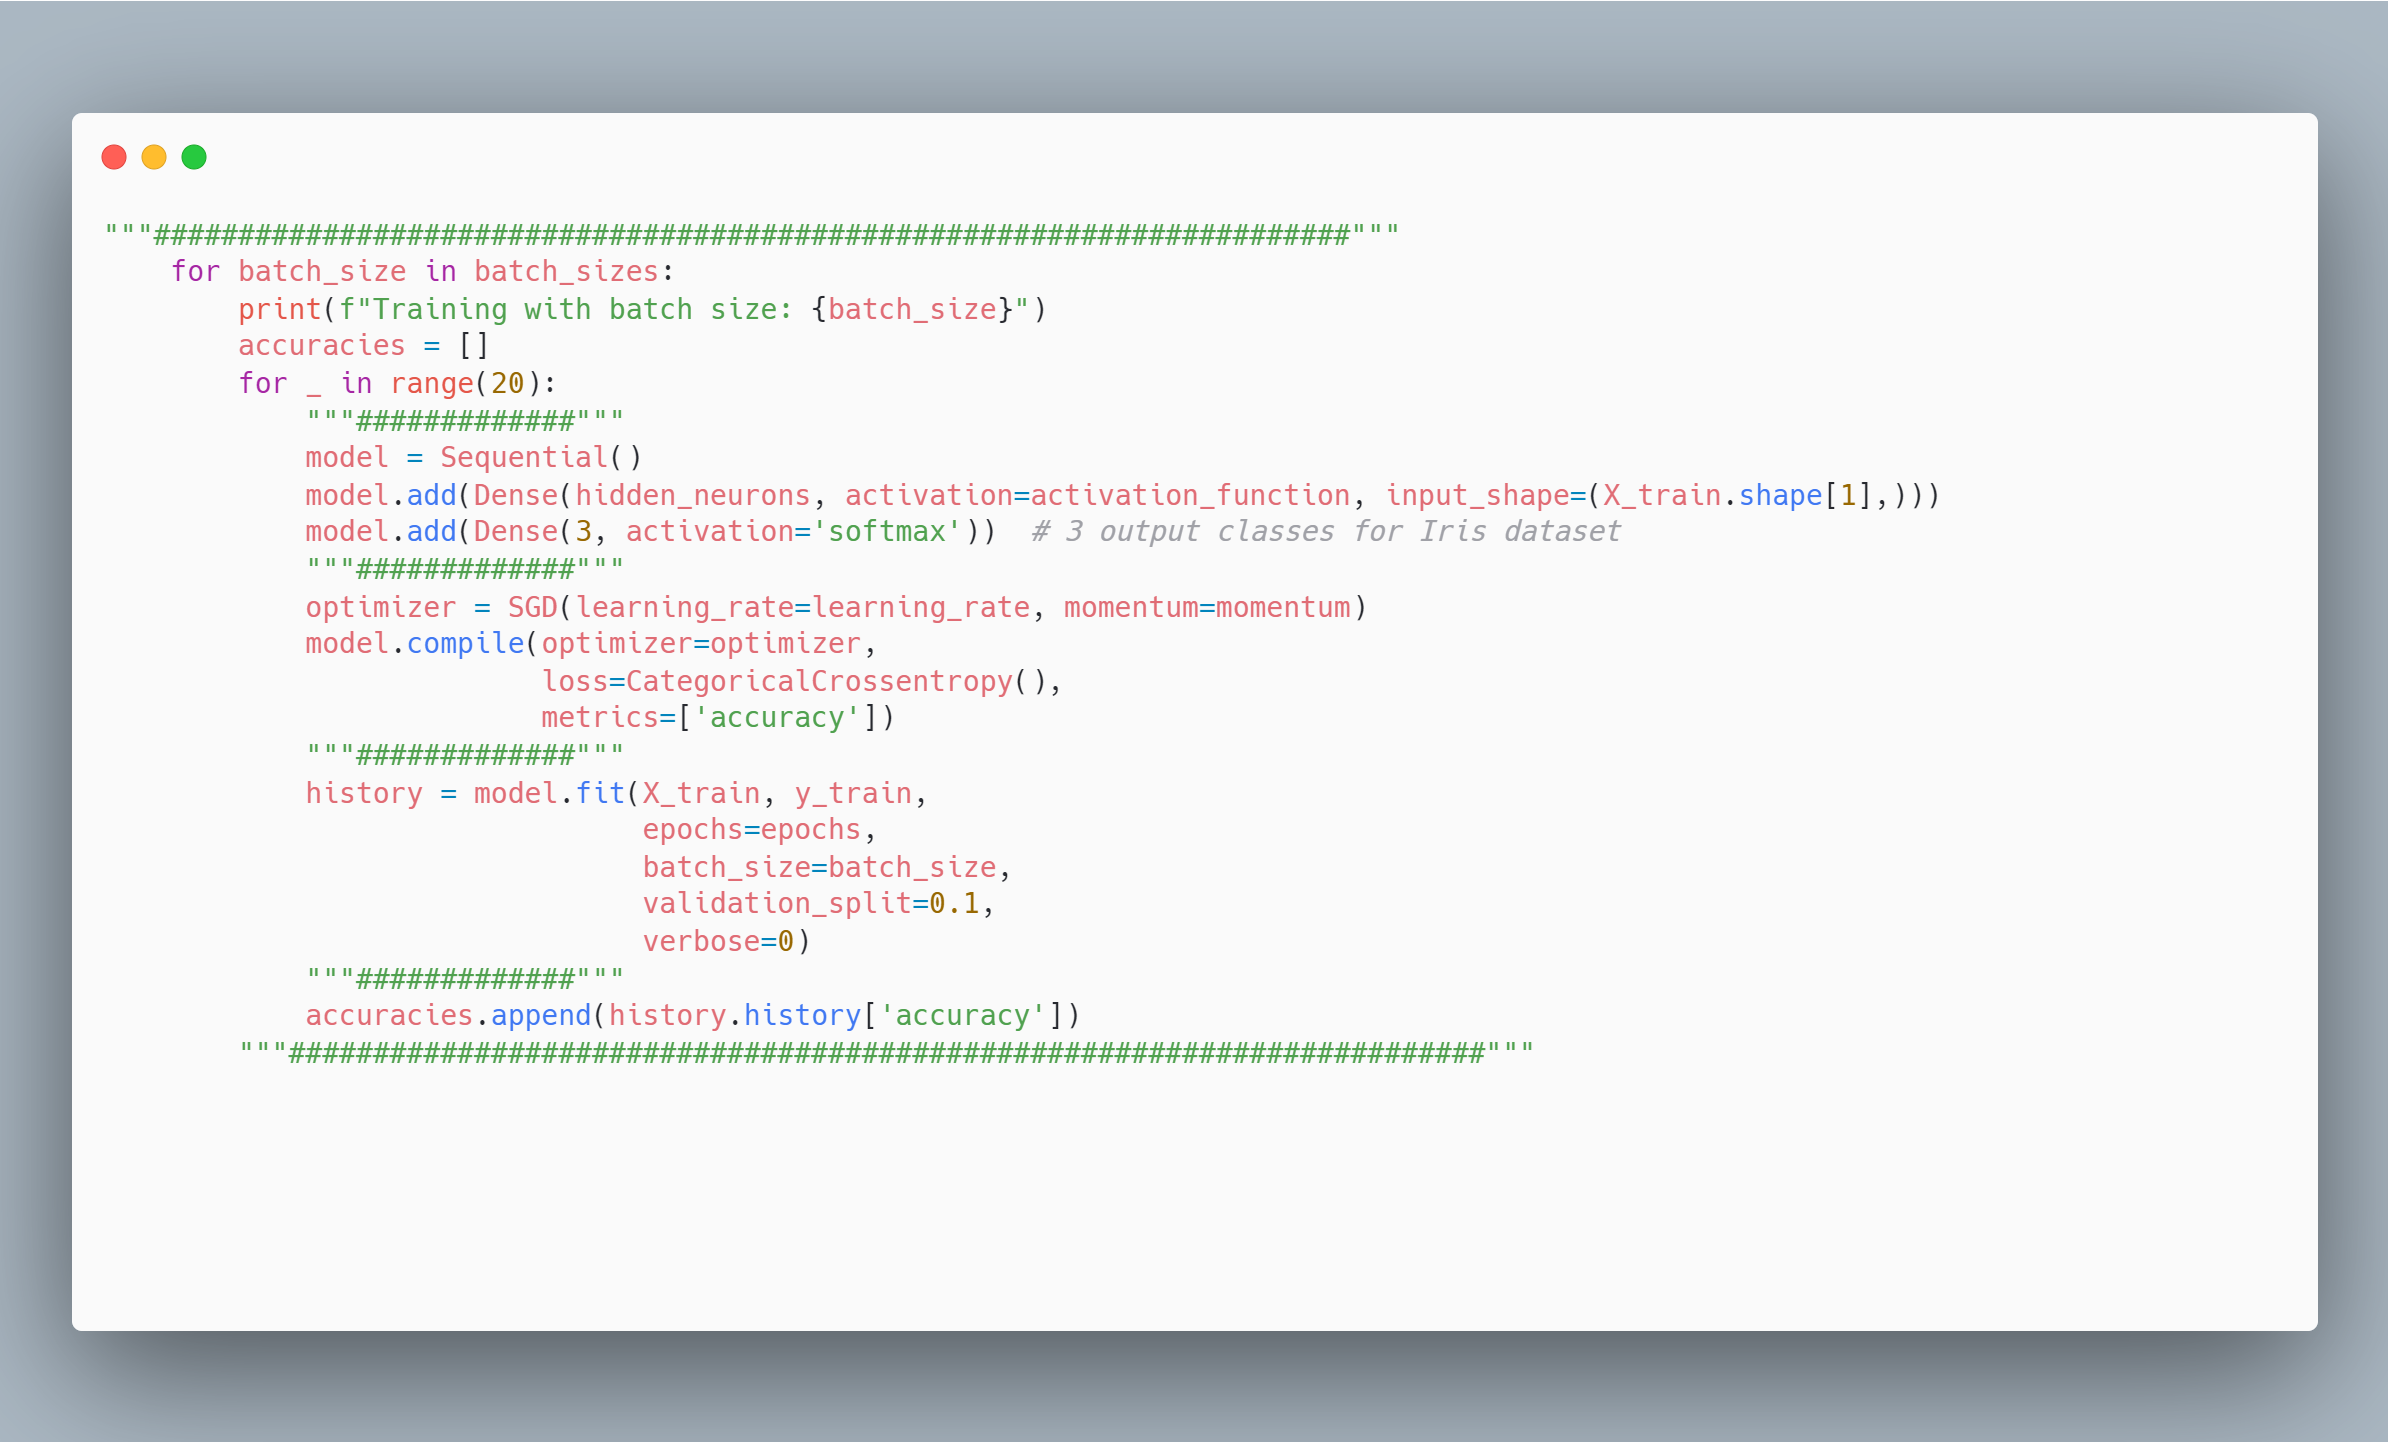 """#######################################################################"""
    for batch_size in batch_sizes:
        print(f"Training with batch size: {batch_size}")
        accuracies = []
        for _ in range(20):
            """#############"""
            model = Sequential()
            model.add(Dense(hidden_neurons, activation=activation_function, input_shape=(X_train.shape[1],)))
            model.add(Dense(3, activation='softmax'))  # 3 output classes for Iris dataset
            """#############"""
            optimizer = SGD(learning_rate=learning_rate, momentum=momentum)
            model.compile(optimizer=optimizer,
                          loss=CategoricalCrossentropy(),
                          metrics=['accuracy'])
            """#############"""
            history = model.fit(X_train, y_train,
                                epochs=epochs,
                                batch_size=batch_size,
                                validation_split=0.1,
                                verbose=0)
            """#############"""
            accuracies.append(history.history['accuracy'])
        """#######################################################################"""